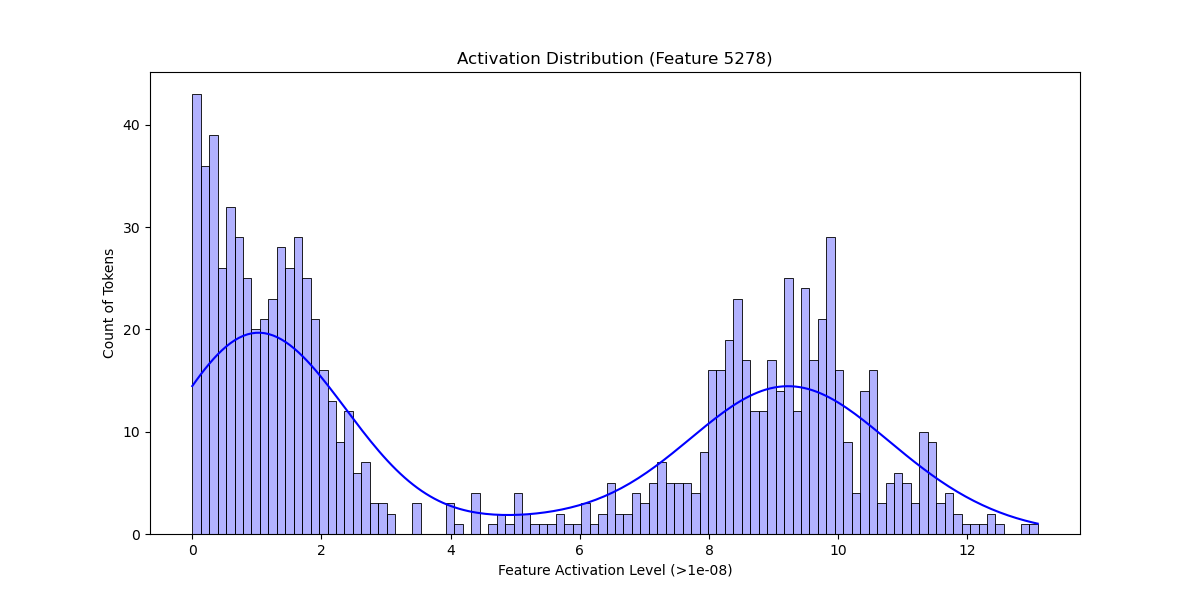 Activation Distribution (Feature 5278)
Count of Tokens
40
30
20
10
0
0 2 4 6 8 10 12
Feature Activation Level (>1e-08)